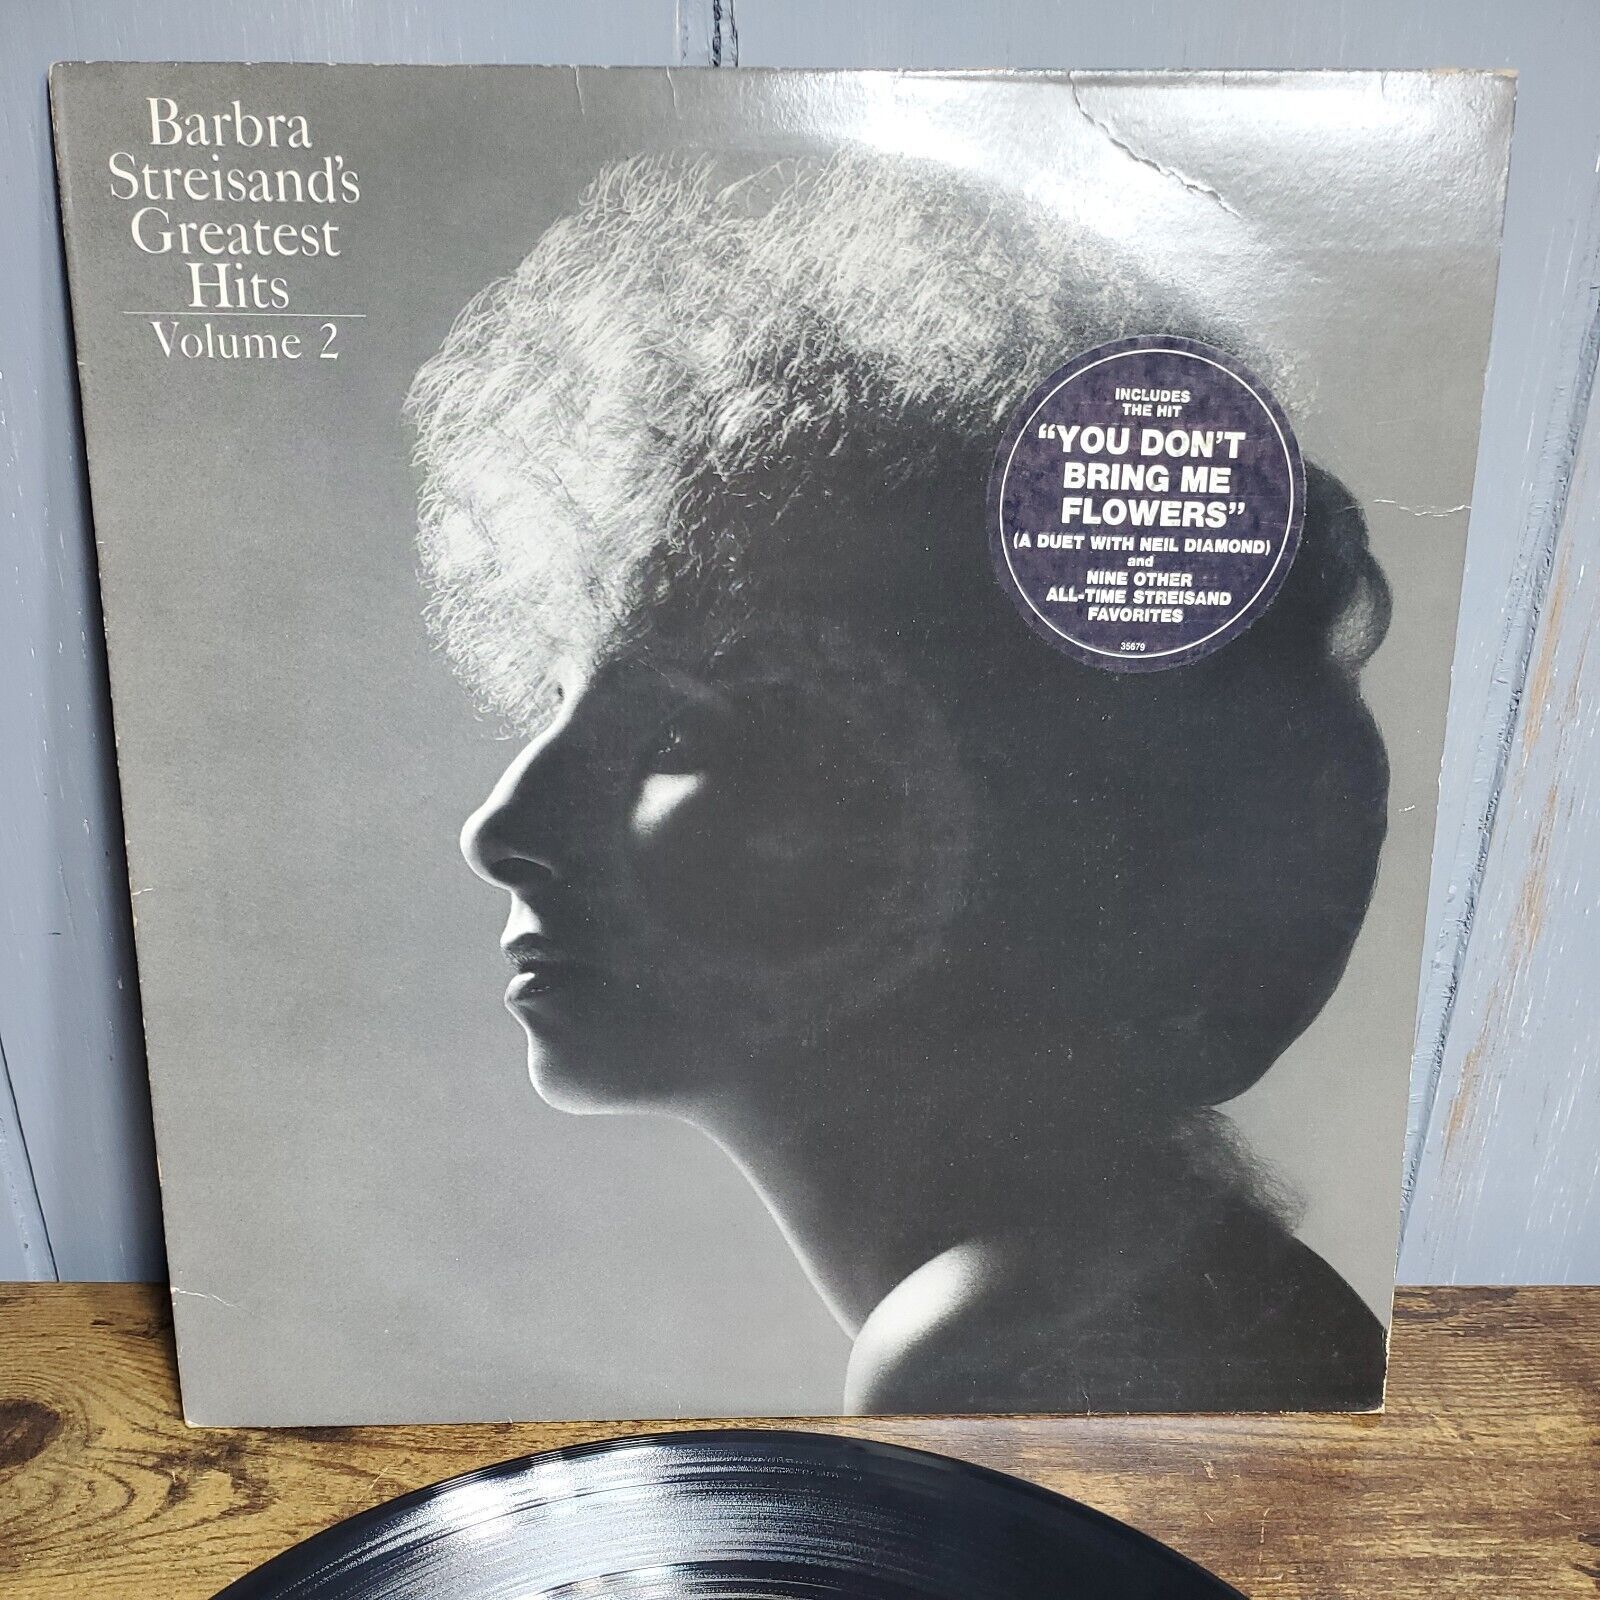 Barbra
Streisand's
Greatest
Hits
Volume 2
INCLUDES
THE HIT
“YOU DON'T
BRING ME
FLOWERS”
(A DUET WITH NEIL DIAMOND)
and
NINE OTHER
ALL-TIME STREISAND
FAVORITES
35679